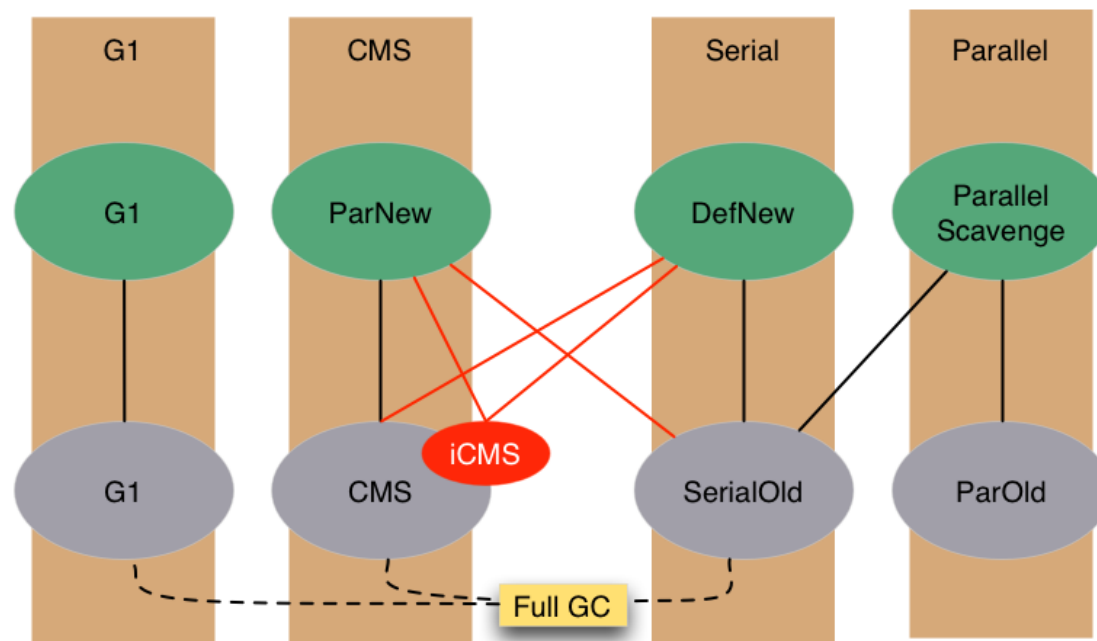 G1
CMS
Serial
Parallel
G1
ParNew
DefNew
Parallel
Scavenge
iCMS
G1
CMS
SerialOld
ParOld
Full GC